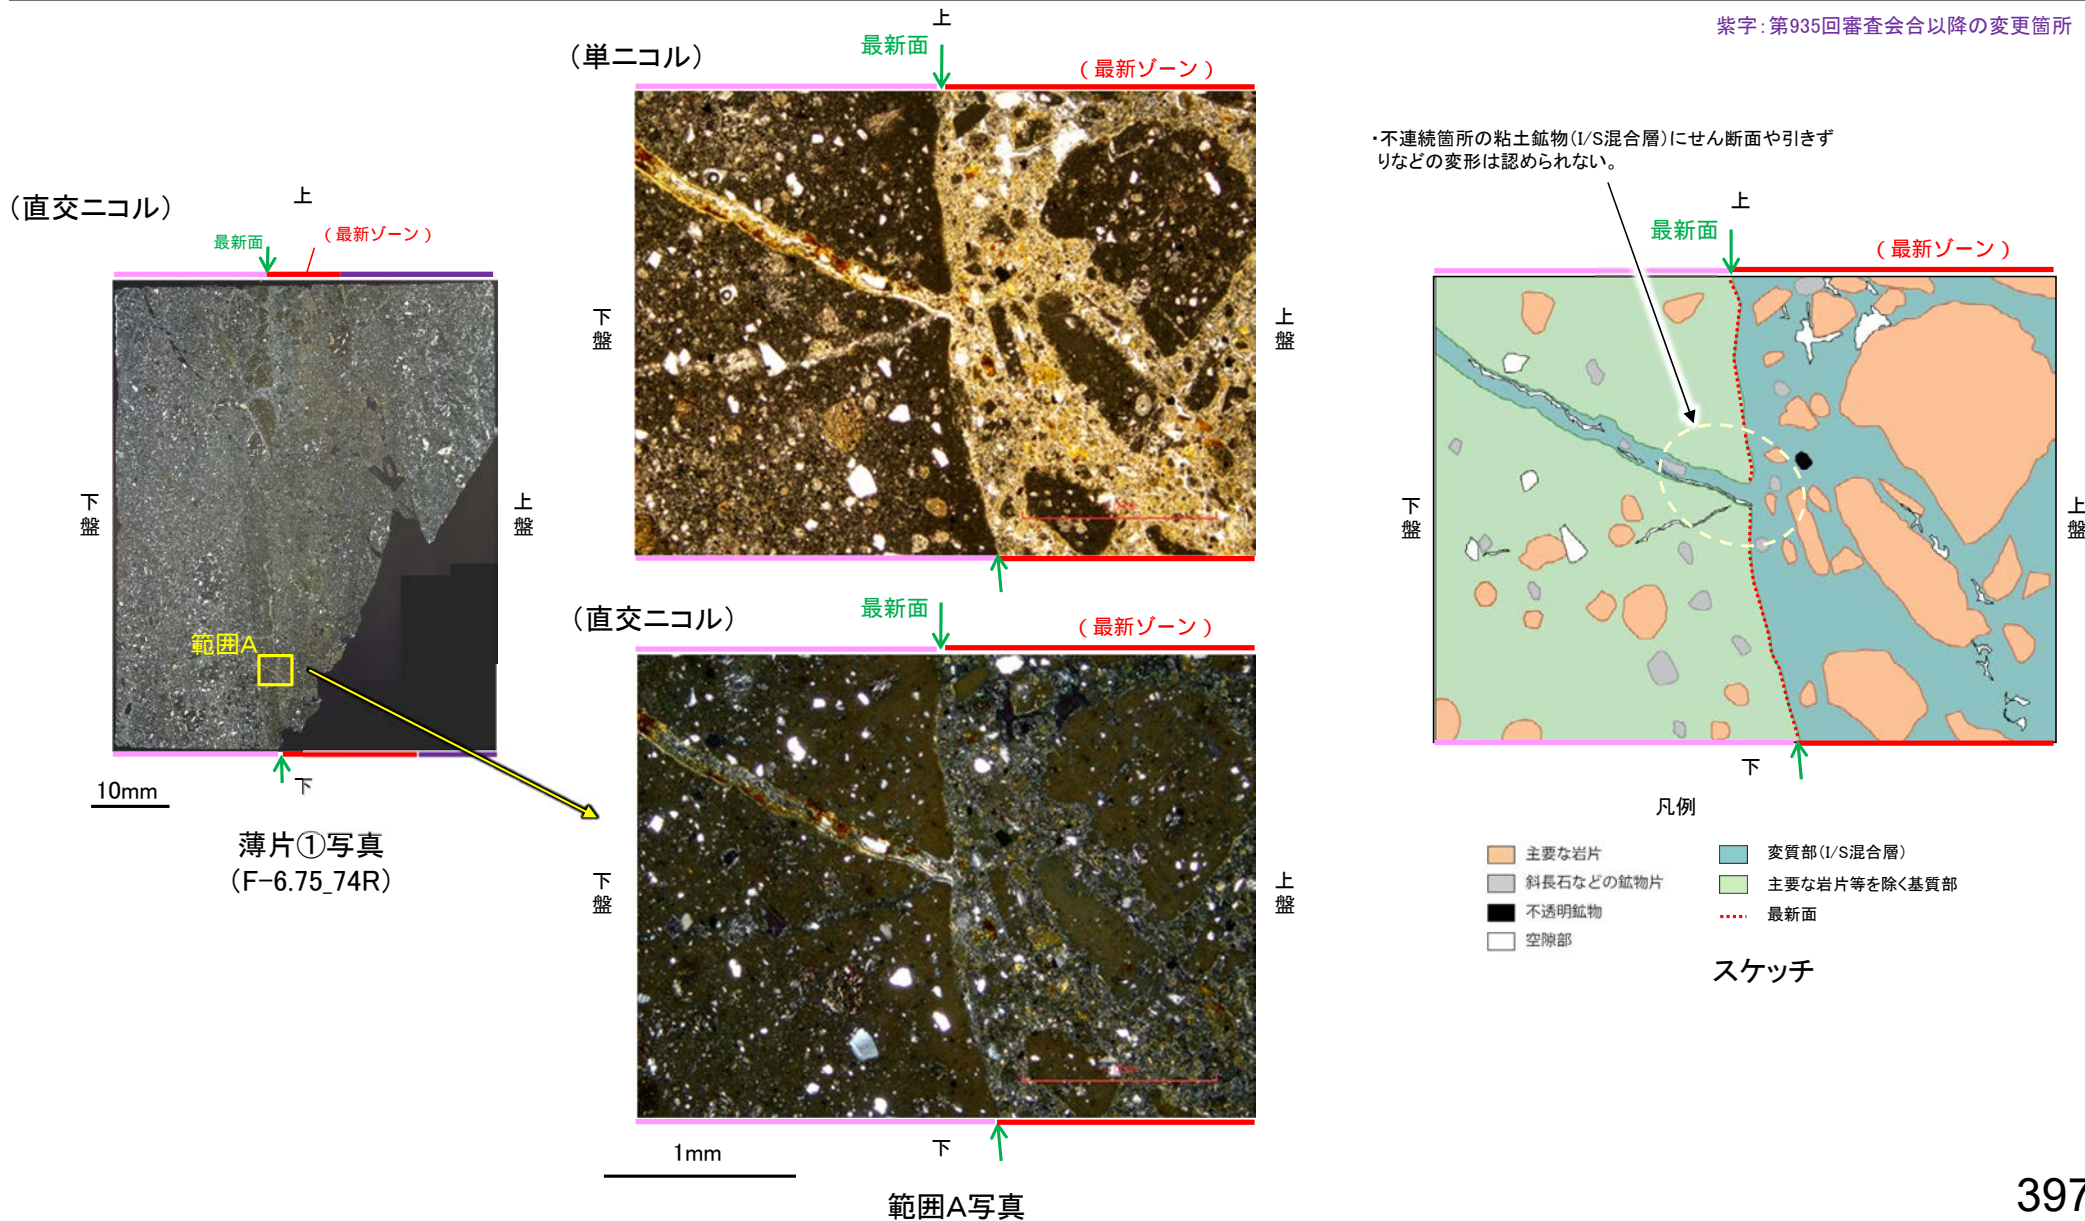 紫字：第935回審査会合以降の変更箇所
（直交ニコル）
上
最新面
（最新ゾーン）
下盤
上盤
範囲A
下
10mm
薄片①写真
（F-6.75_74R）
（単ニコル）
上
最新面
（最新ゾーン）
下盤
上盤
（直交ニコル）
最新面
（最新ゾーン）
下盤
上盤
下
1mm
範囲A写真
・不連続箇所の粘土鉱物（I/S混合層）にせん断面や引きず
りなどの変形は認められない。
上
最新面
（最新ゾーン）
下盤
上盤
下
凡例
主要な岩片
斜長石などの鉱物片
不透明鉱物
空隙部
変質部（I/S混合層）
主要な岩片等を除く基質部
最新面
スケッチ
397